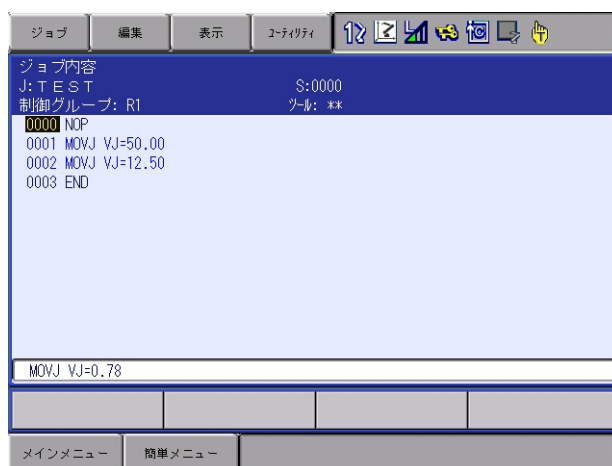 ジョブ 編集 表示 ユーティリティ
ジョブ内容
J:ＴＥＳＴ S:0000
制御グループ: R1 ツール: **
0000 NOP
0001 MOVJ VJ=50.00
0002 MOVJ VJ=12.50
0003 END
MOVJ VJ=0.78
メインメニュー 簡単メニュー